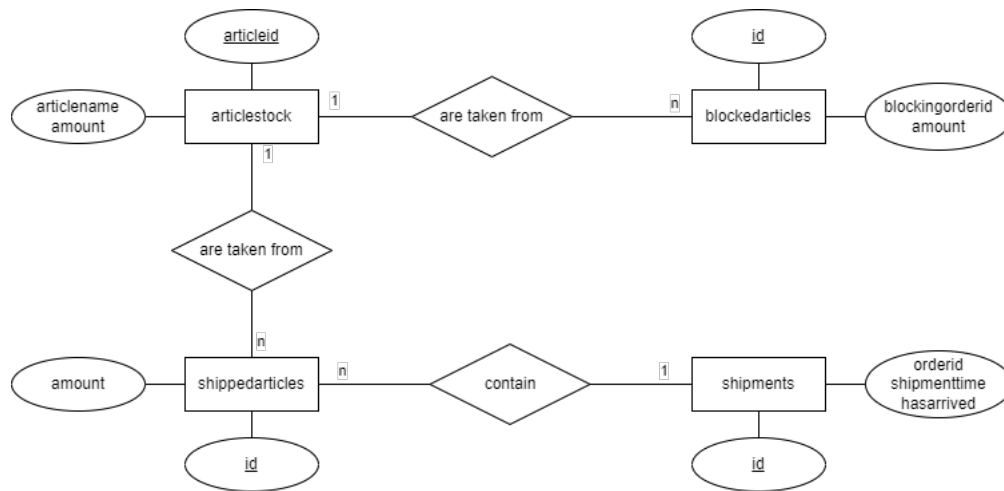 articleid
id
articlename
amount
articlestock
1
are taken from
n
blockedarticles
blockingorderid
amount
1
are taken from
n
amount
shippedarticles
n
contain
1
shipments
orderid
shipmenttime
hasarrived
id
id